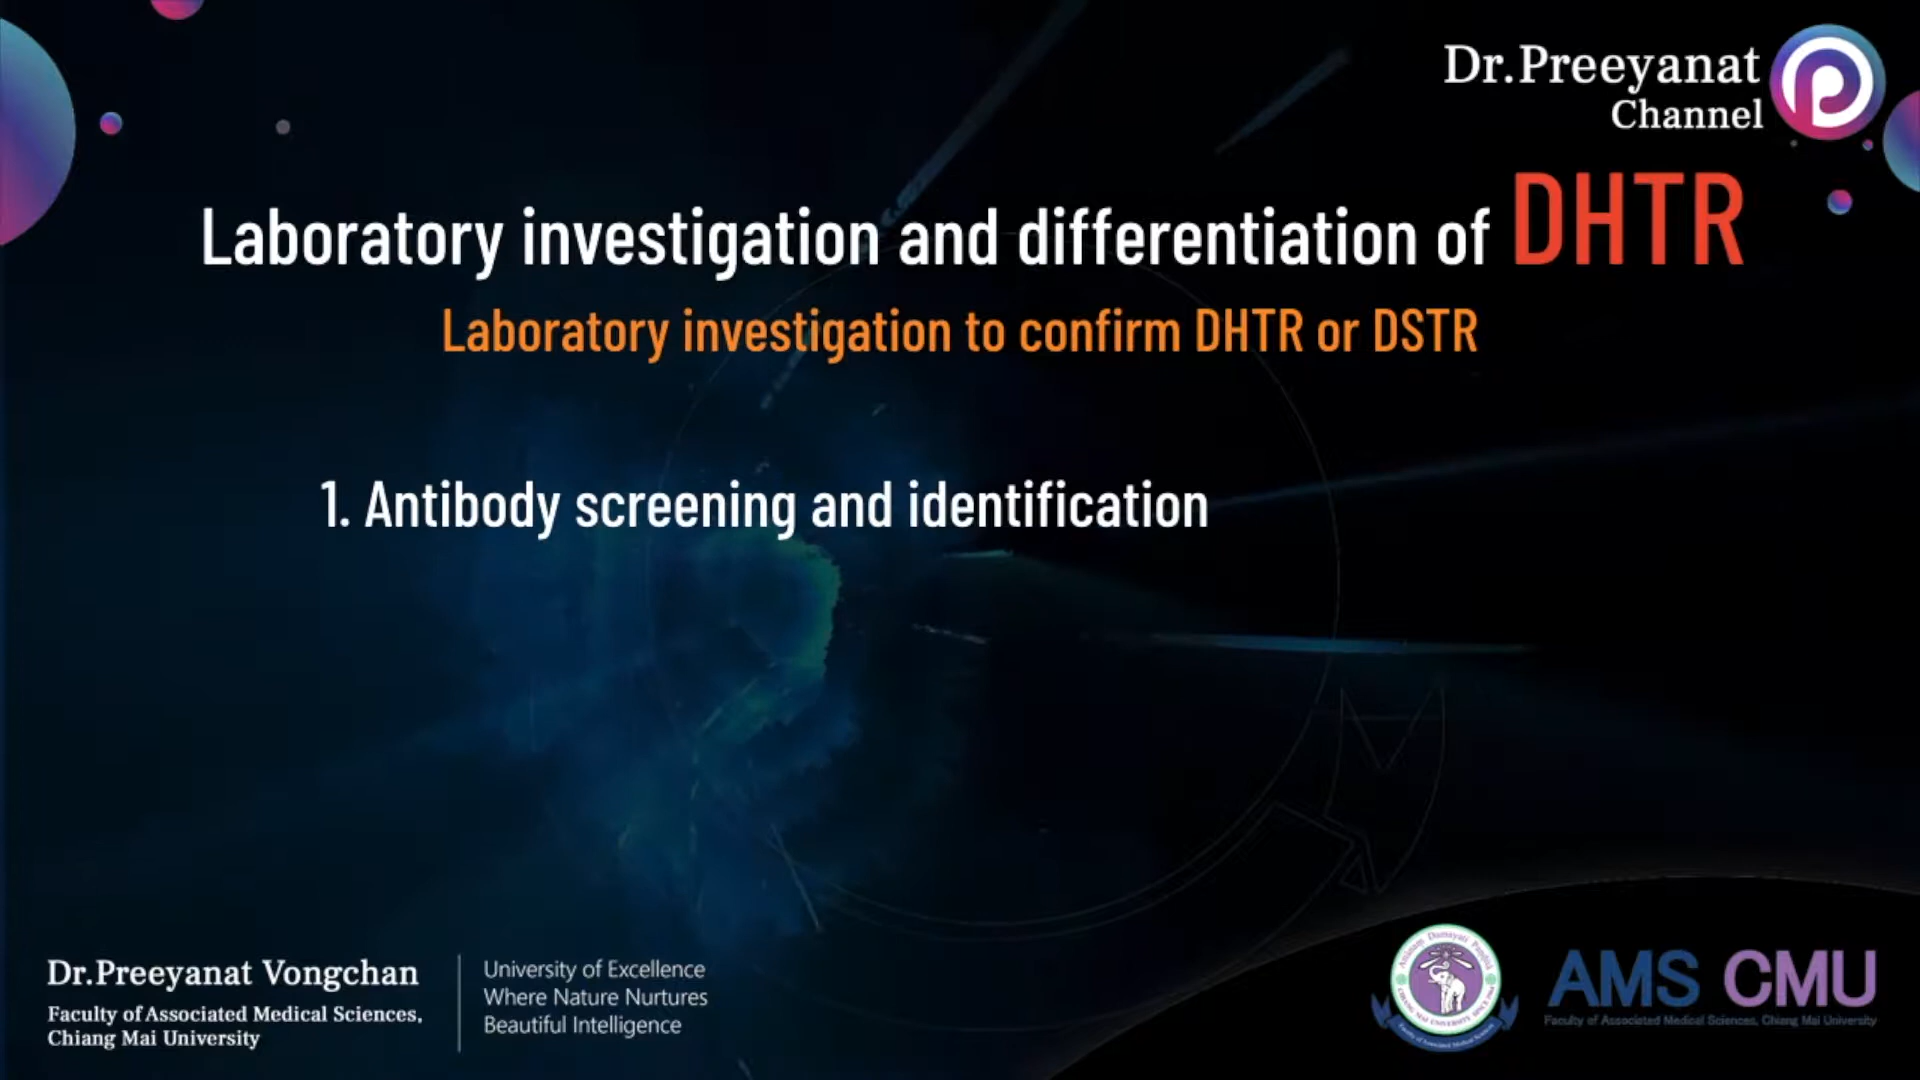 Dr.Preeyanat
Channel
Laboratory investigation and differentiation of DHTR
Laboratory investigation to confirm DHTR or DSTR
1. Antibody screening and identification
Dr.Preeyanat Vongchan
Faculty of Associated Medical Sciences,
Chiang Mai University
University of Excellence
Where Nature Nurtures
Beautiful Intelligence
AMS CMU
Faculty of Associated Medical Sciences, Chiang Mai University